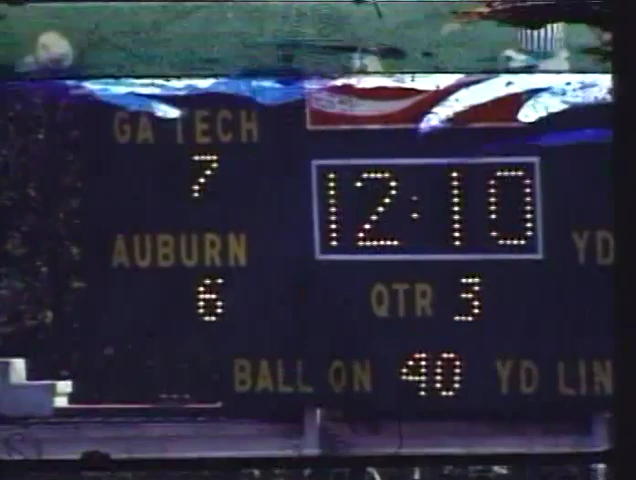 GA TECH
7
12:10
AUBURN
YD
6
QTR 3
BALL ON 40 YD LIN